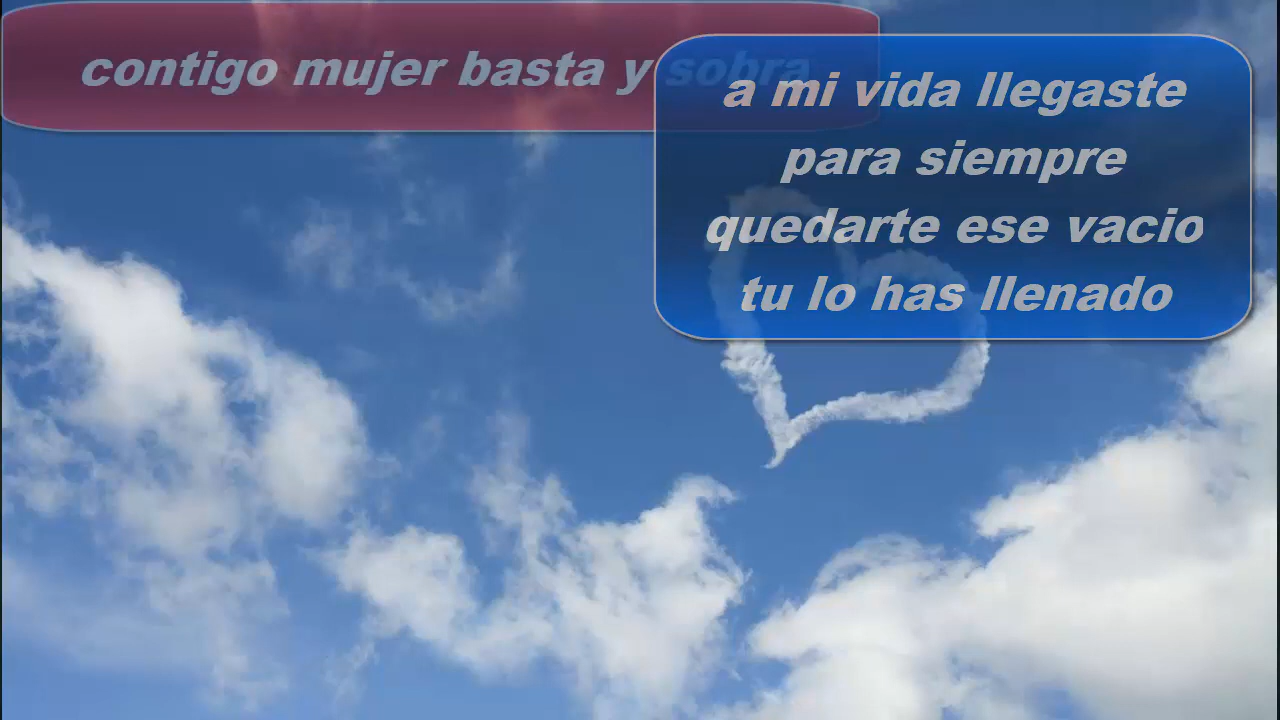 contigo mujer basta y sobra
a mi vida llegaste
para siempre
quedarte ese vacio
tu lo has llenado